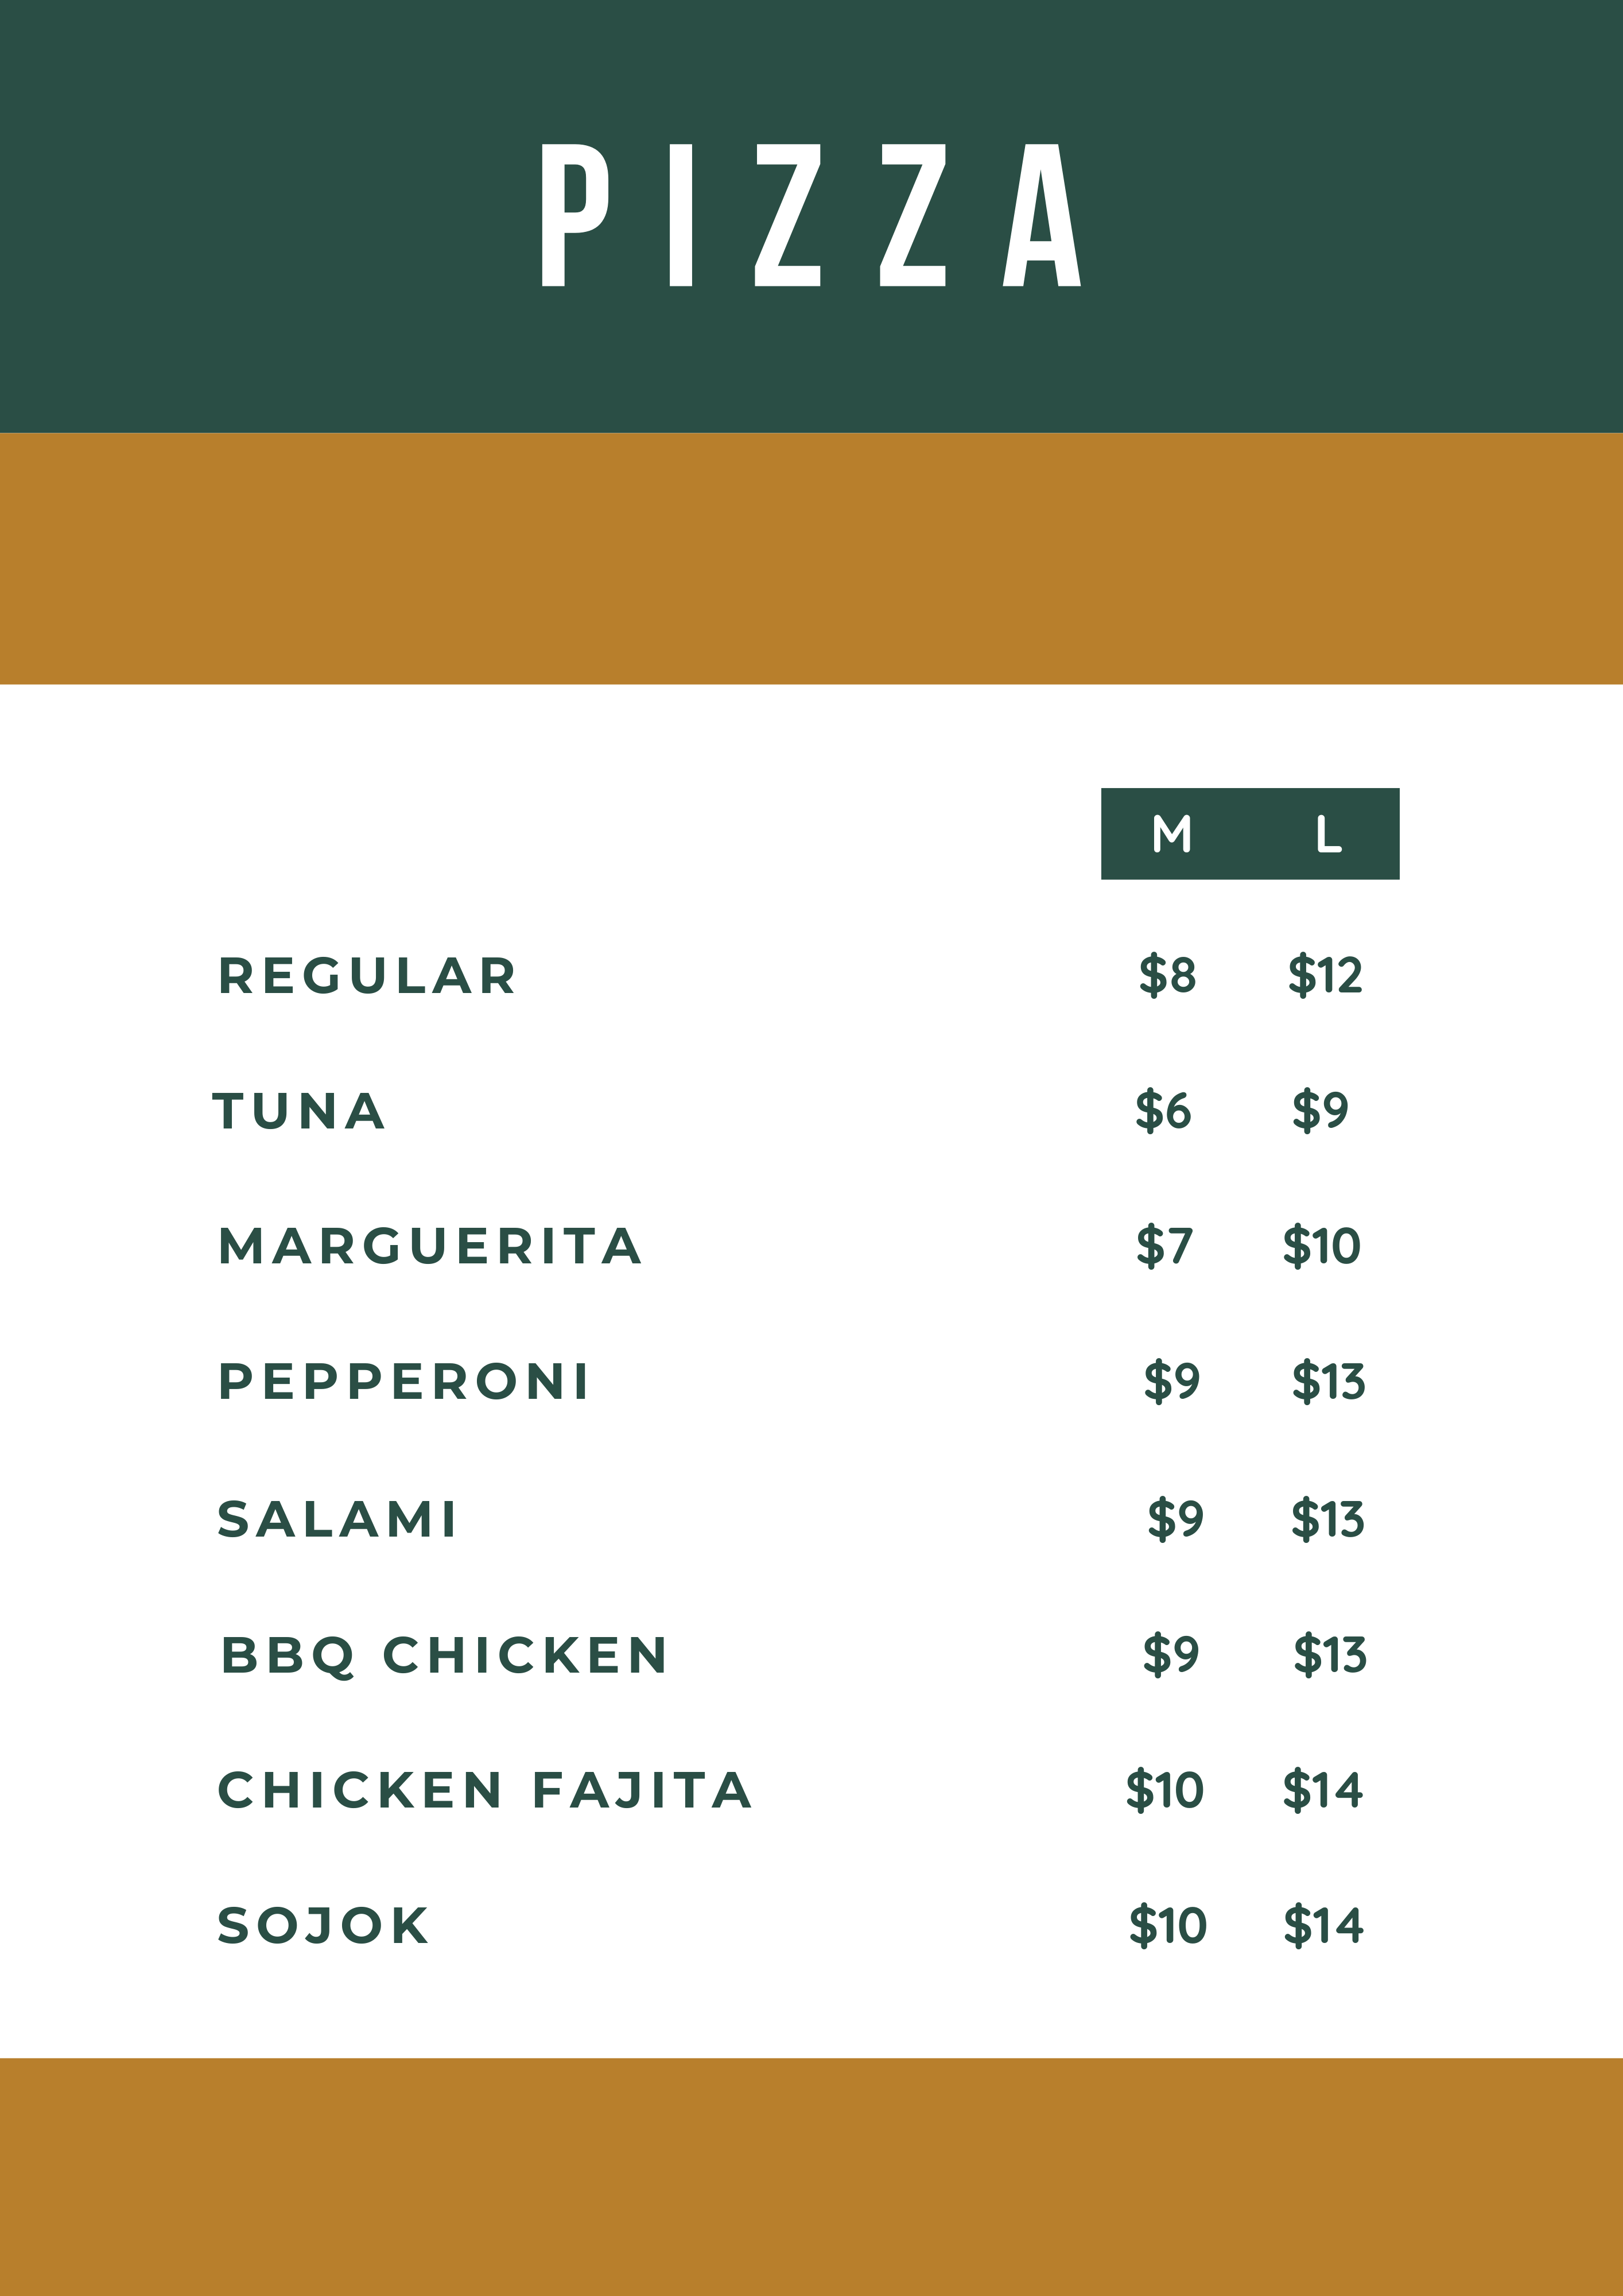 PIZZA
M L
REGULAR $8 $12
TUNA $6 $9
MARGUERITA $7 $10
PEPPERONI $9 $13
SALAMI $9 $13
BBQ CHICKEN $9 $13
CHICKEN FAJITA $10 $14
SOJOK $10 $14